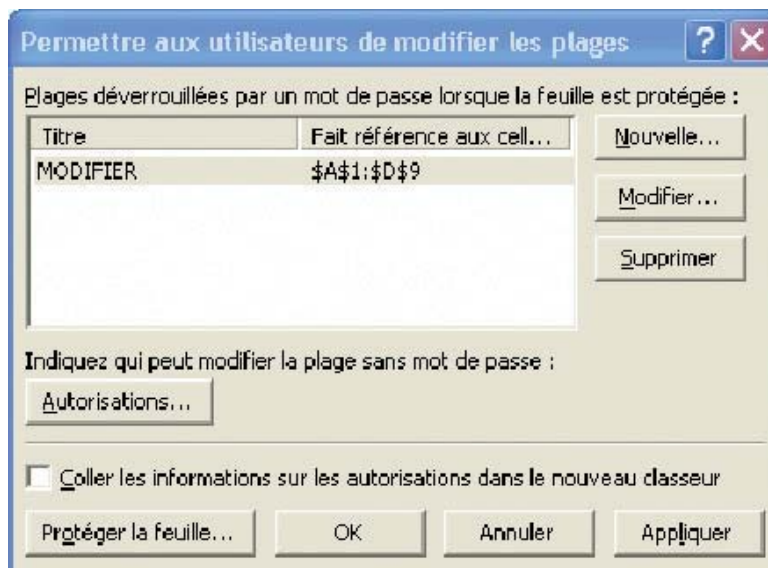 Permettre aux utilisateurs de modifier les plages
Plages déverrouillées par un mot de passe lorsque la feuille est protégée :
Titre Fait référence aux cell...
Nouvelle...
MODIFIER $A$1:$D$9
Modifier...
Supprimer
Indiquez qui peut modifier la plage sans mot de passe :
Autorisations...
Coller les informations sur les autorisations dans le nouveau classeur
Protéger la feuille... OK Annuler Appliquer